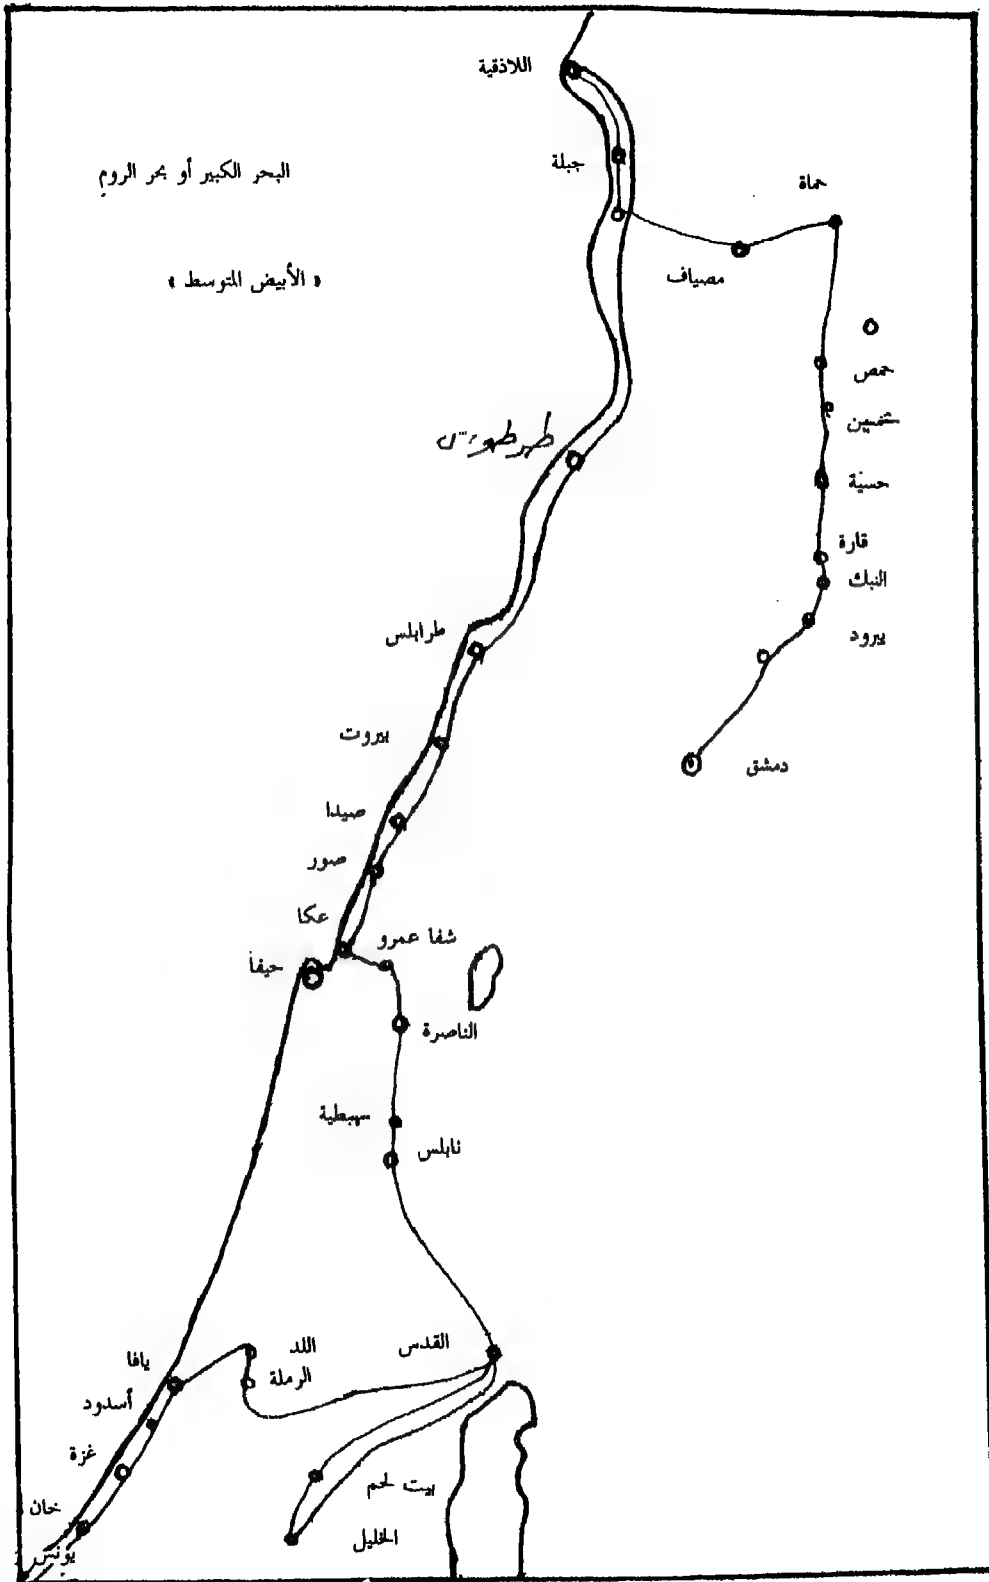 اللاذقية
جبلة
البحر الكبير أو بحر الروم
« الأبيض المتوسط »
حماة
مصياف
حمص
شمسين
حسيّة
قارة
النبك
يبرود
دمشق
طرطوس
طرابلس
بيروت
صيدا
صور
عكا
شفا عمرو
حيفا
الناصرة
سبسطية
نابلس
القدس
اللد
الرملة
يافا
أسدود
غزة
خان
يونس
بيت لحم
الخليل